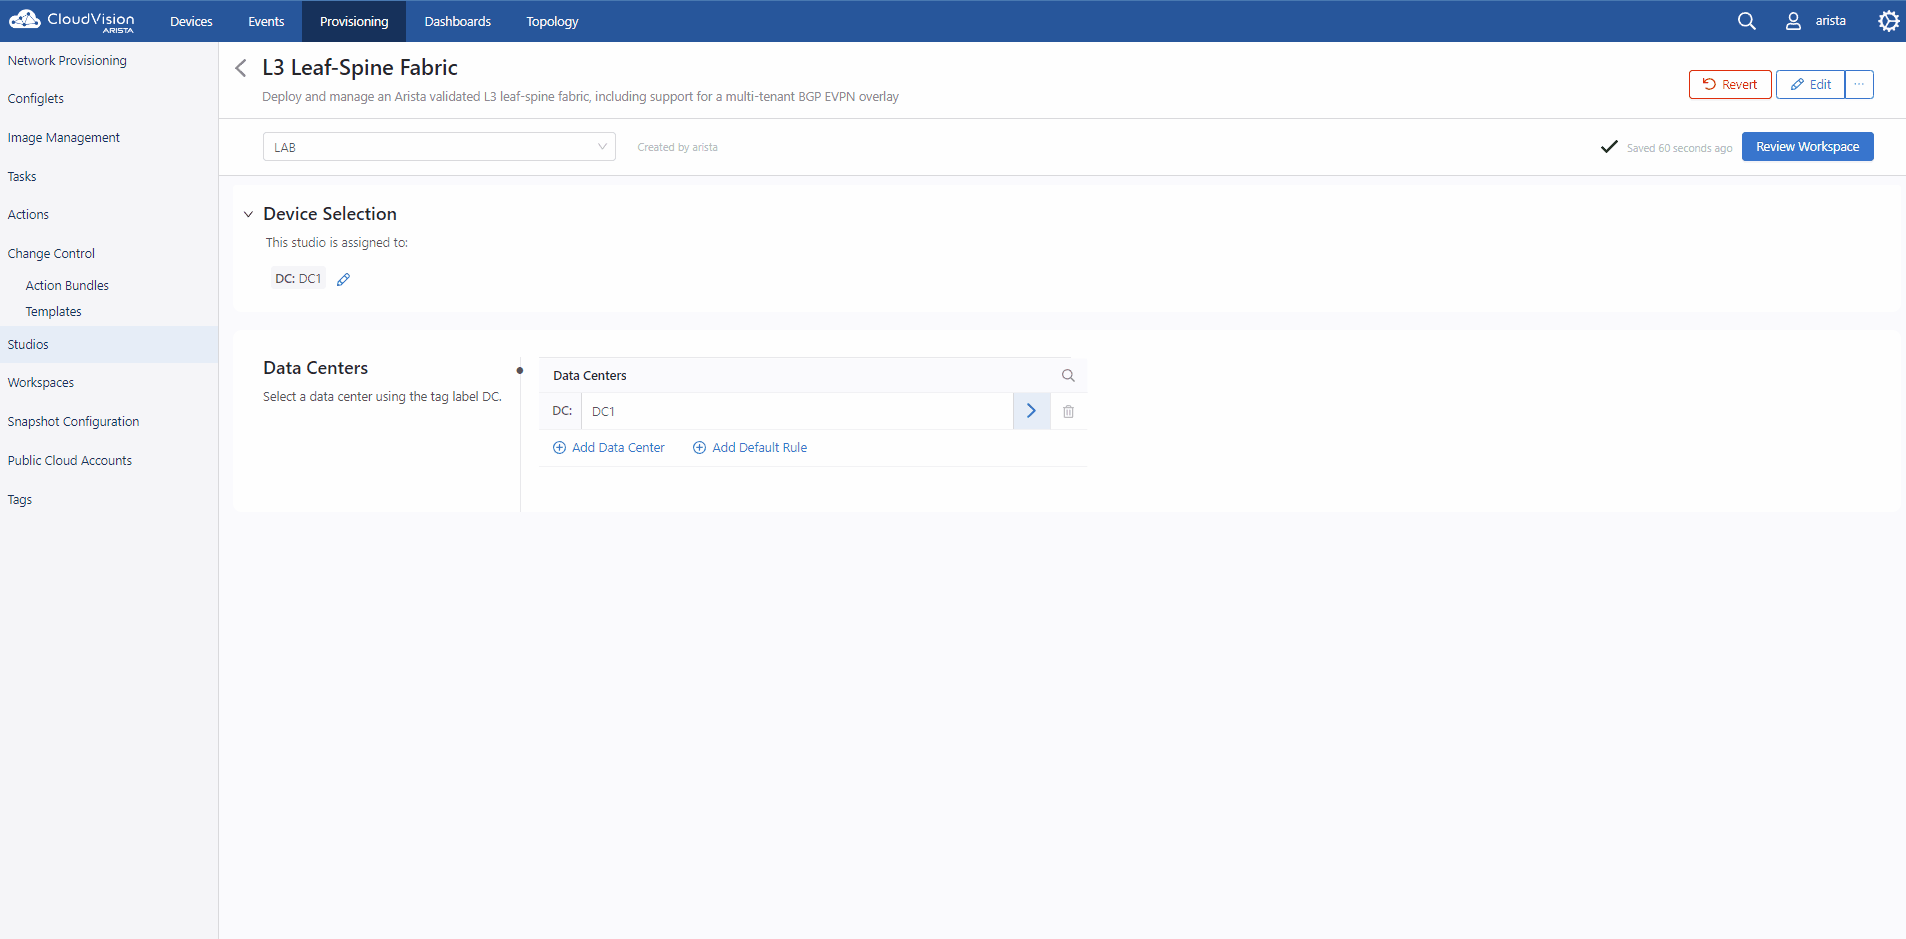 CloudVision
ARISTA
Devices
Events
Provisioning
Dashboards
Topology
arista
Network Provisioning
Configlets
Image Management
Tasks
Actions
Change Control
Action Bundles
Templates
Studios
Workspaces
Snapshot Configuration
Public Cloud Accounts
Tags
L3 Leaf-Spine Fabric
Deploy and manage an Arista validated L3 leaf-spine fabric, including support for a multi-tenant BGP EVPN overlay
Revert
Edit
...
LAB
Created by arista
Saved 60 seconds ago
Review Workspace
Device Selection
This studio is assigned to:
DC: DC1
Data Centers
Select a data center using the tag label DC.
Data Centers
DC: DC1
Add Data Center
Add Default Rule